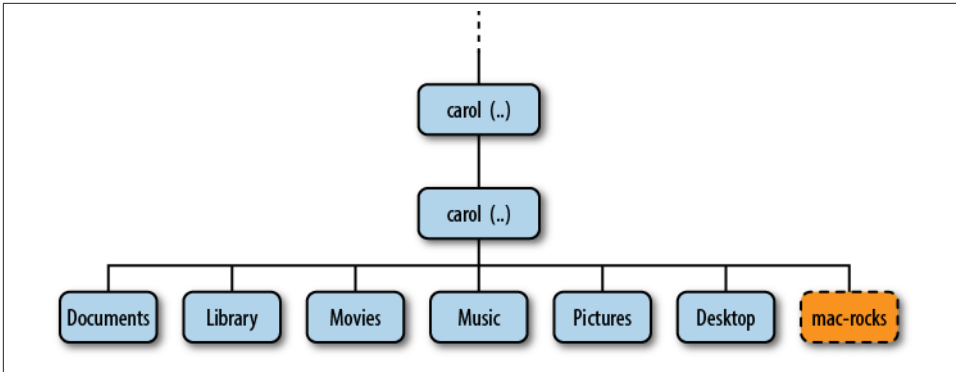 carol (..)
carol (..)
Documents
Library
Movies
Music
Pictures
Desktop
mac-rocks